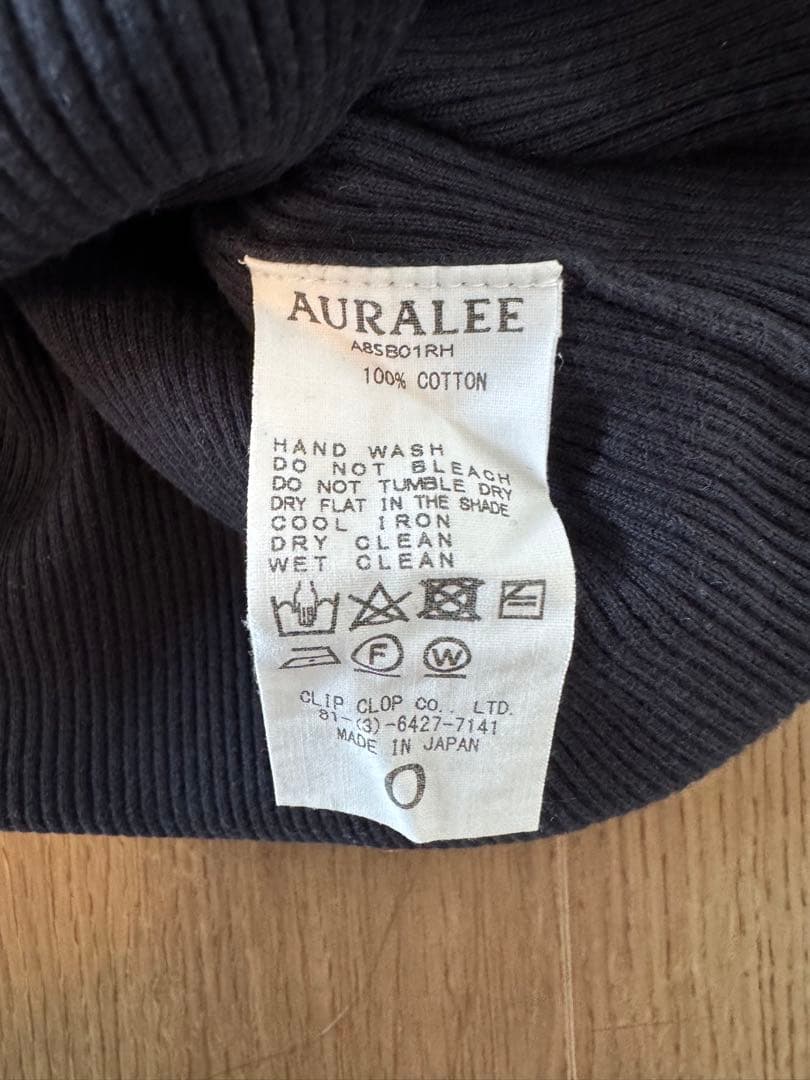 AURALEE
A8SB01RH
100% COTTON
HAND WASH
DO NOT BLEACH
DO NOT TUMBLE DRY
DRY FLAT IN THE SHADE
COOL IRON
DRY CLEAN
WET CLEAN
F W
CLIP CLOP CO., LTD.
81-(3)-6427-7141
MADE IN JAPAN
0